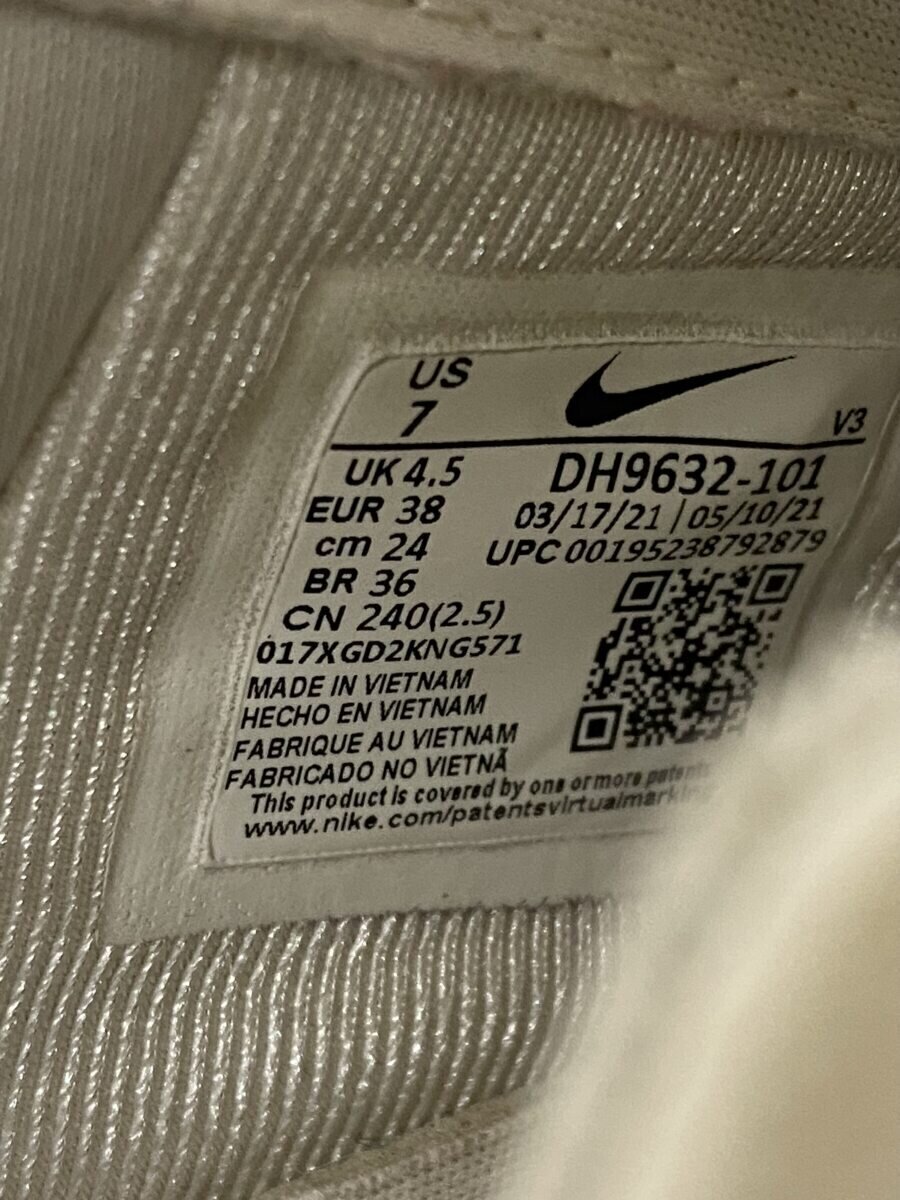 US
7
V3
UK 4.5
EUR 38
cm 24
BR 36
CN 240(2.5)
DH9632-101
03/17/21 | 05/10/21
UPC 00195238792879
017XGD2KNG571
MADE IN VIETNAM
HECHO EN VIETNAM
FABRIQUE AU VIETNAM
FABRICADO NO VIETNÃ
This product is covered by one or more patents
www.nike.com/patentsvirtualmarking